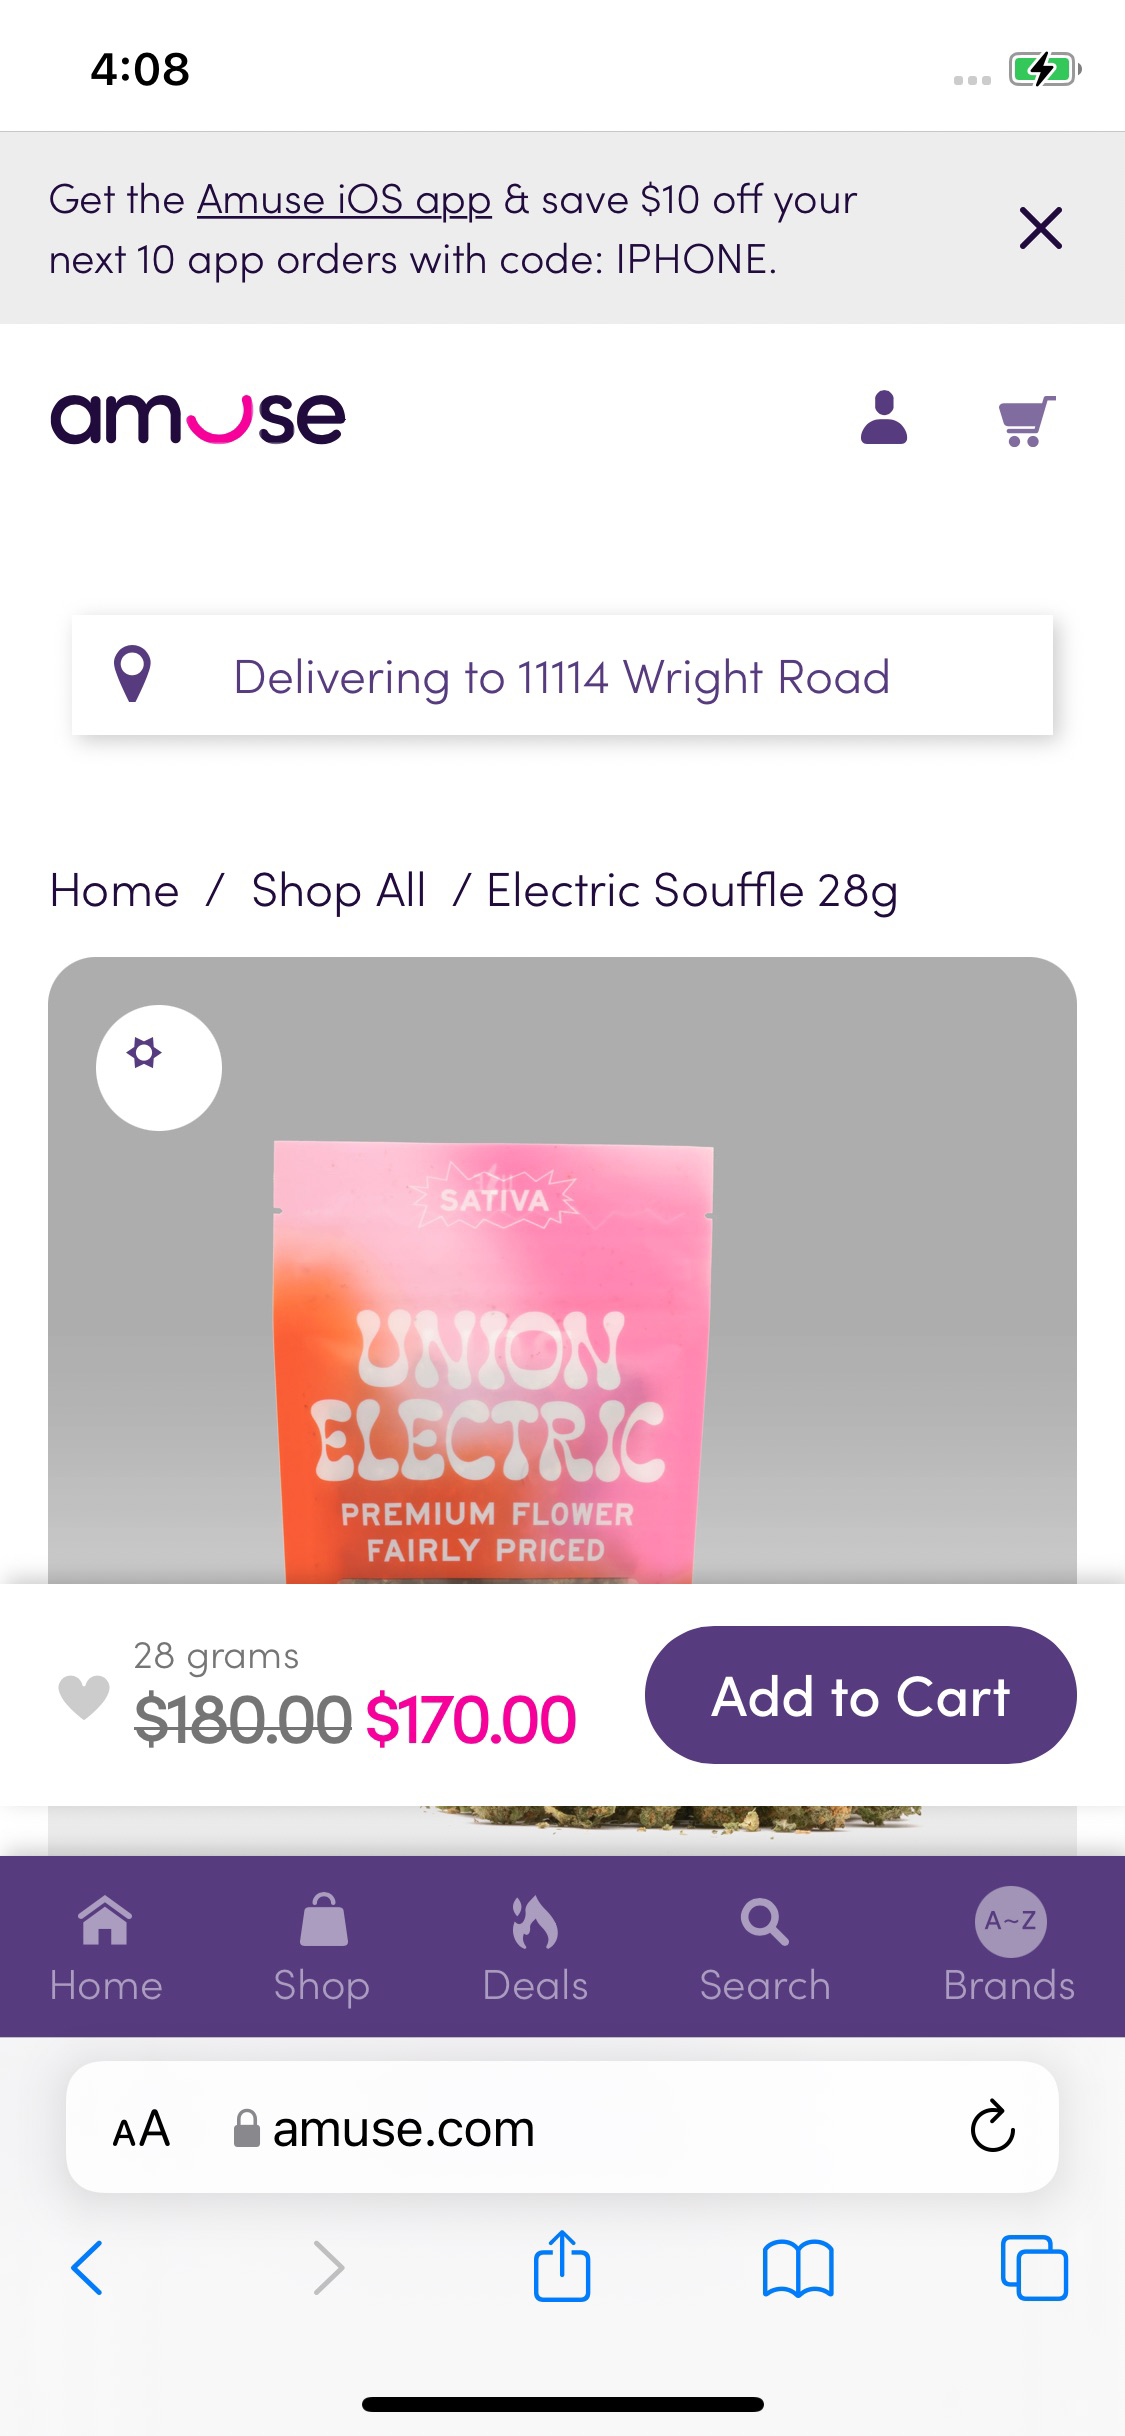 4:08
Get the Amuse iOS app & save $10 off your
next 10 app orders with code: IPHONE.
amuse
Delivering to 11114 Wright Road
Home / Shop All / Electric Souffle 28g
SATIVA
UNION
ELECTRIC
PREMIUM FLOWER
FAIRLY PRICED
28 grams
$180.00 $170.00
Add to Cart
Home Shop Deals Search A~Z Brands
AA amuse.com